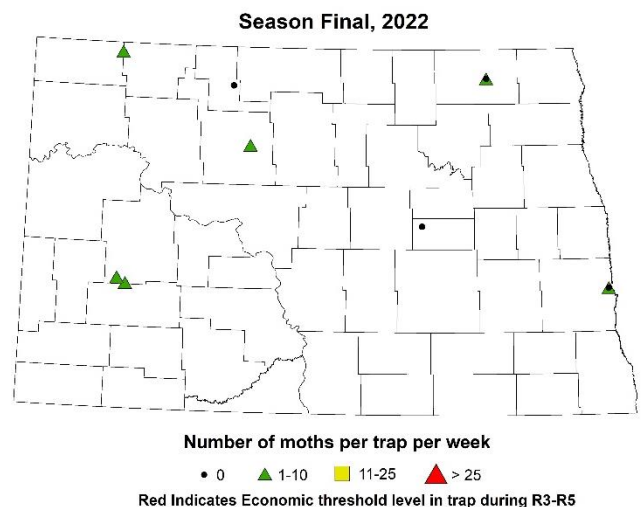 Season Final, 2022
Number of moths per trap per week
0 1-10 11-25 > 25
Red Indicates Economic threshold level in trap during R3-R5